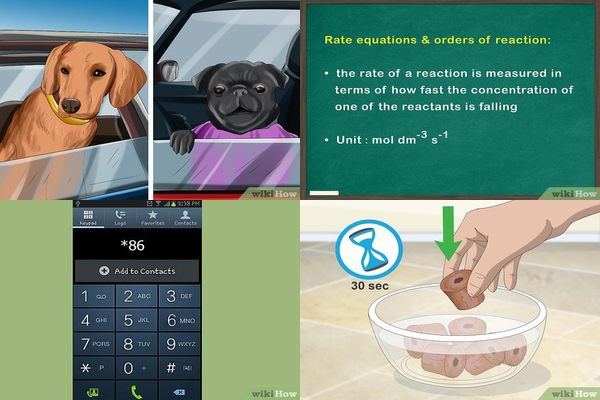 wikiHow
Rate equations & orders of reaction:
• the rate of a reaction is measured in
terms of how fast the concentration of
one of the reactants is falling
• Unit : mol dm⁻³ s⁻¹
wikiHow
5:38 PM
Keypad Logs Favorites Contacts
*86
Add to Contacts
1 2 ABC 3 DEF
4 GHI 5 JKL 6 MNO
7 PQRS 8 TUV 9 WXYZ
* P 0 + #
wikiHow
30 sec
wikiHow